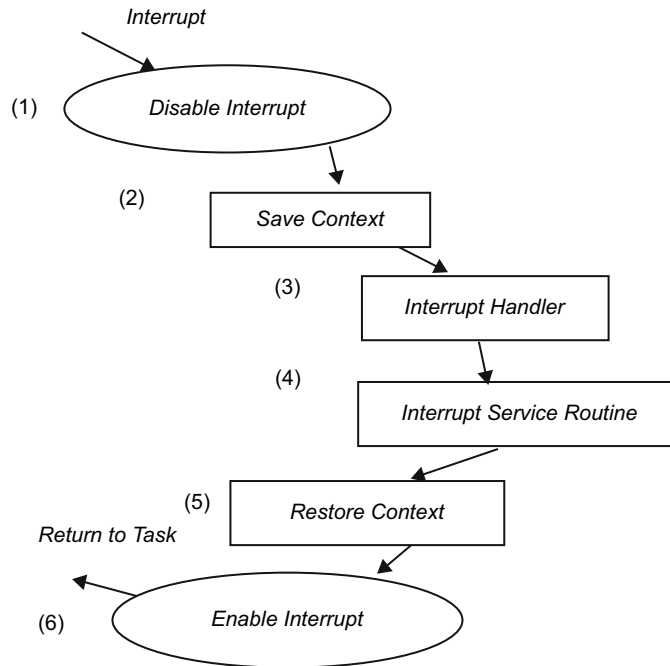 Interrupt
(1)
Disable Interrupt
(2)
Save Context
(3)
Interrupt Handler
(4)
Interrupt Service Routine
(5)
Restore Context
Return to Task
(6)
Enable Interrupt